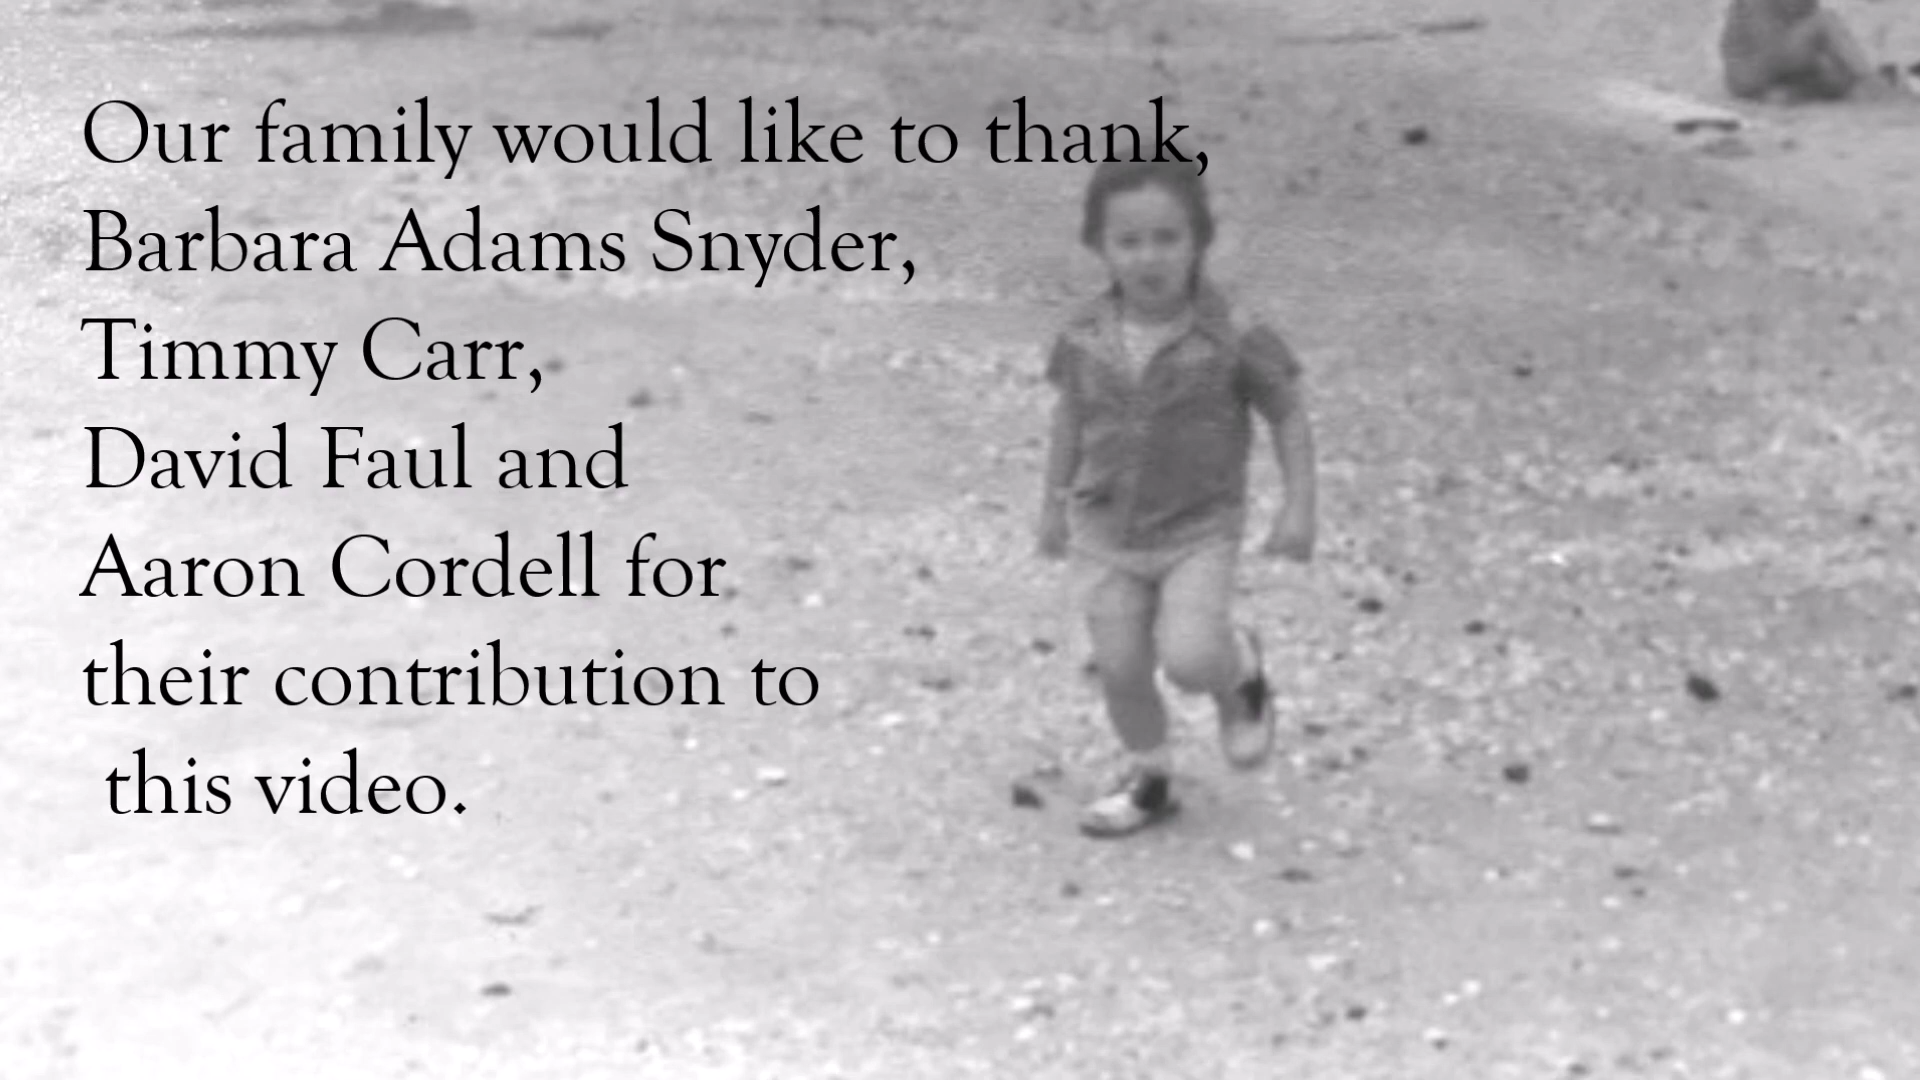 Our family would like to thank,
Barbara Adams Snyder,
Timmy Carr,
David Faul and
Aaron Cordell for
their contribution to
this video.